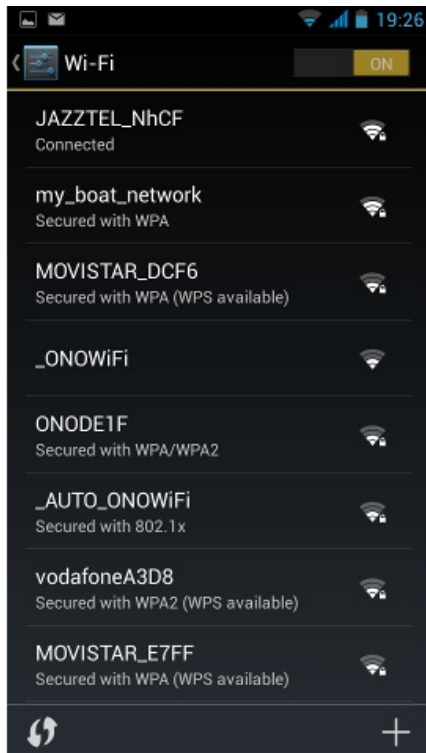 19:26
Wi-Fi
ON
JAZZTEL_NhCF
Connected
my_boat_network
Secured with WPA
MOVISTAR_DCF6
Secured with WPA (WPS available)
_ONOWiFi
ONODE1F
Secured with WPA/WPA2
_AUTO_ONOWiFi
Secured with 802.1x
vodafoneA3D8
Secured with WPA2 (WPS available)
MOVISTAR_E7FF
Secured with WPA (WPS available)